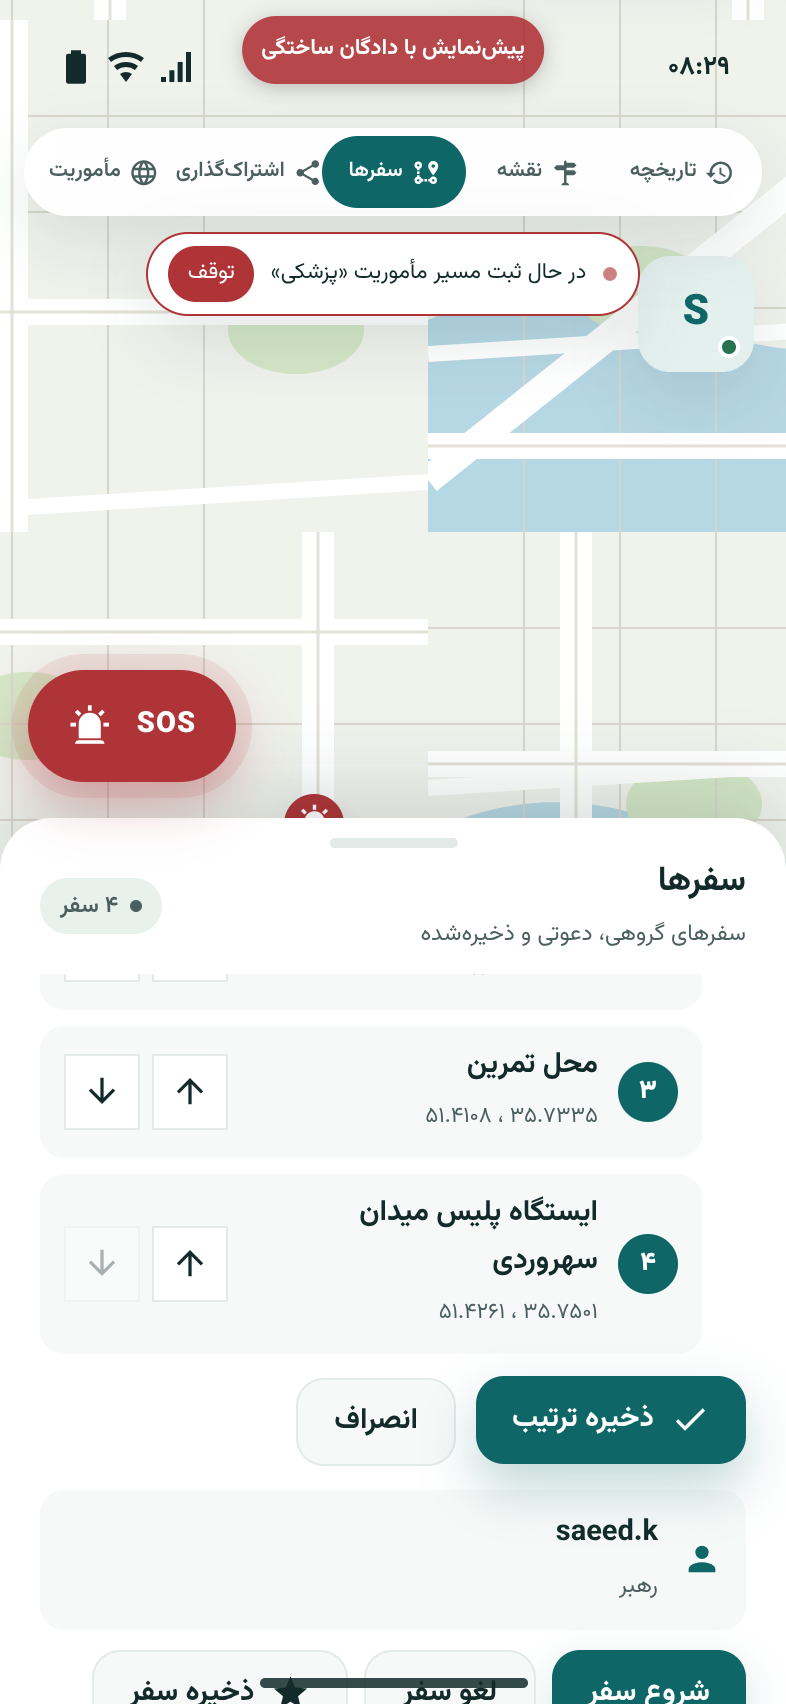 ۰۸:۲۹
پیش‌نمایش با دادگان ساختگی
تاریخچه
نقشه
سفرها
اشتراک‌گذاری
مأموریت
در حال ثبت مسیر مأموریت «پزشکی»
توقف
S
SOS
سفرها
سفرهای گروهی، دعوتی و ذخیره‌شده
۴ سفر
۳
محل تمرین
۳۵.۷۳۳۵ ، ۵۱.۴۱۰۸
۴
ایستگاه پلیس میدان
سهروردی
۳۵.۷۵۰۱ ، ۵۱.۴۲۶۱
ذخیره ترتیب
انصراف
saeed.k
رهبر
شروع سفر
لغو سفر
ذخیره سفر